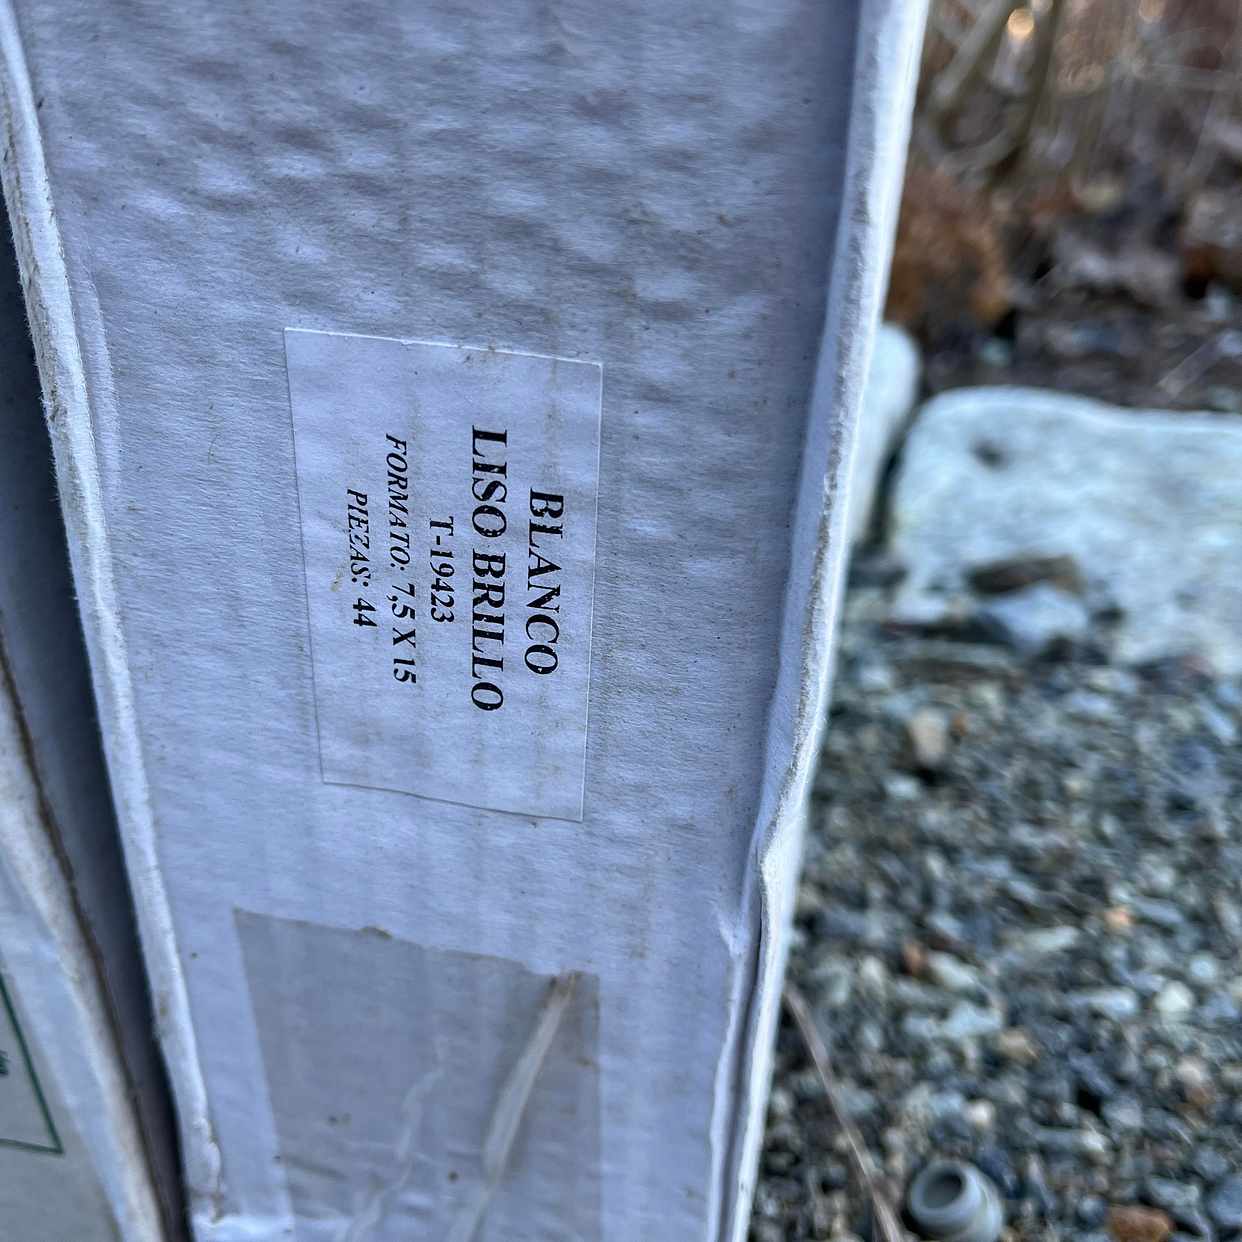 BLANCO
LISO BRILLO
T-19423
FORMATO: 7,5 X 15
PIEZAS: 44